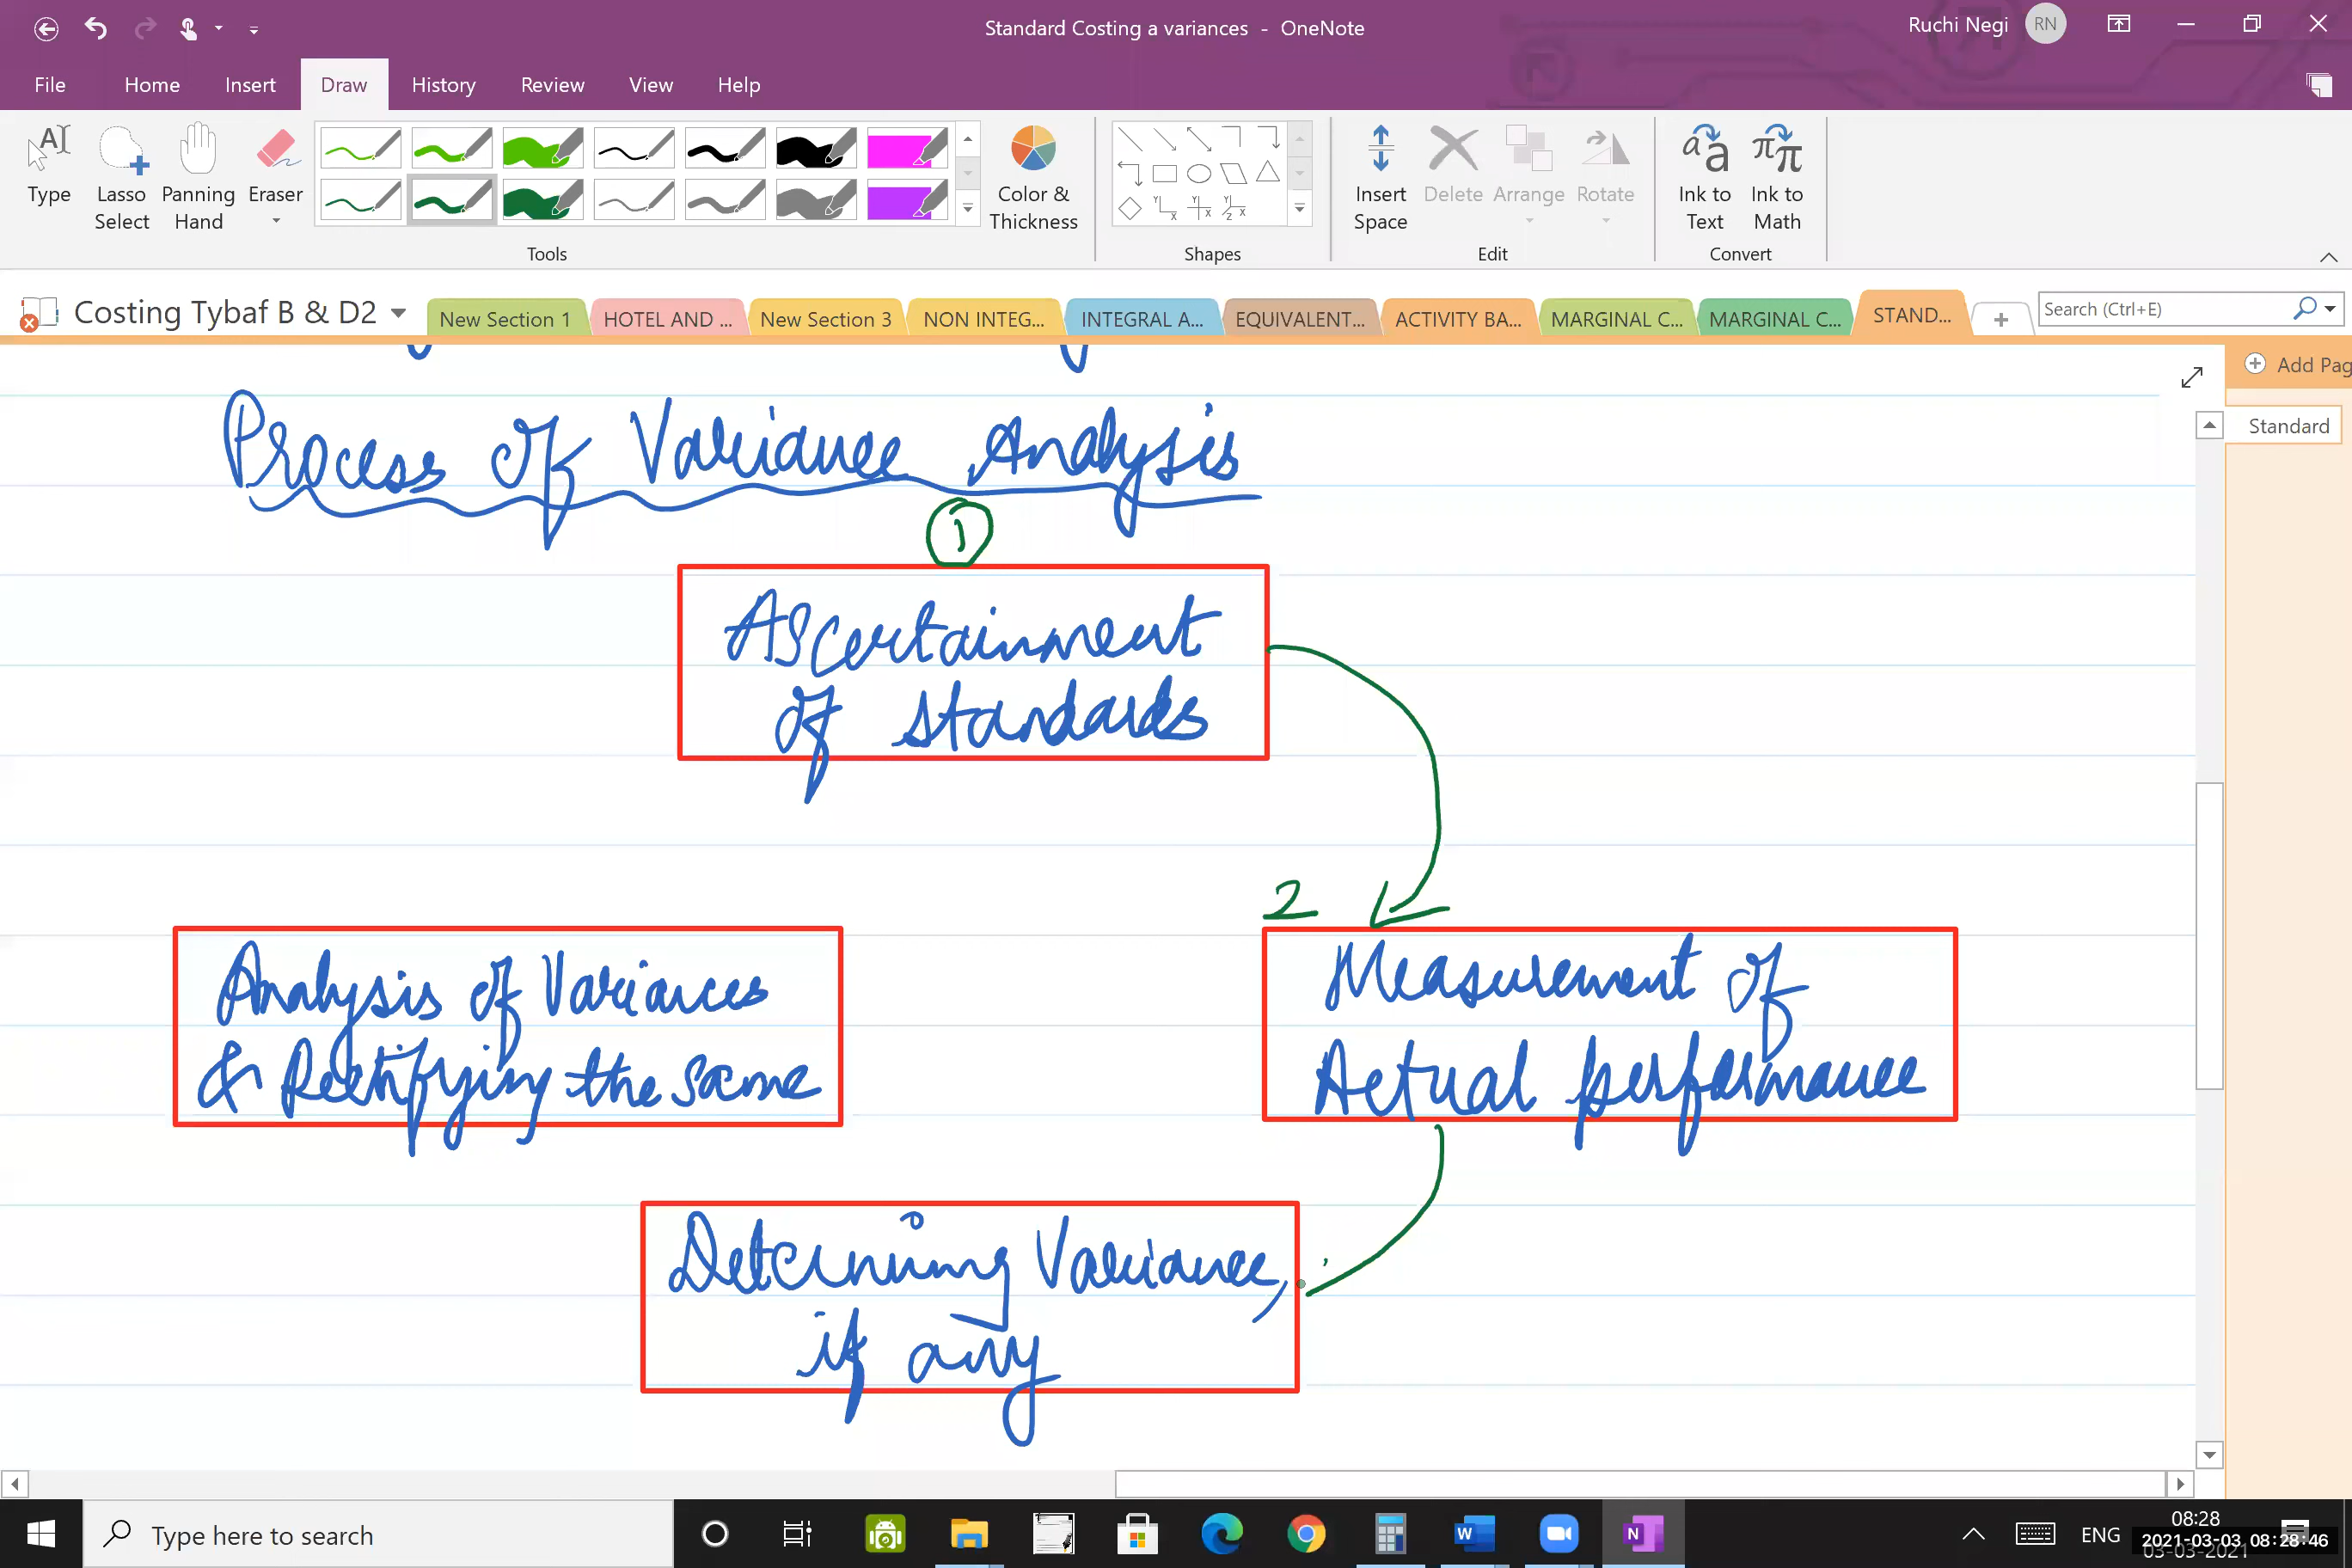 Standard Costing a variances - OneNote
Ruchi Negi
RN
File Home Insert Draw History Review View Help
Type
Lasso Select
Panning Hand
Eraser
Color & Thickness
Insert Space
Delete
Arrange
Rotate
Ink to Text
Ink to Math
Tools
Shapes
Edit
Convert
Costing Tybaf B & D2
New Section 1
HOTEL AND ...
New Section 3
NON INTEG...
INTEGRAL A...
EQUIVALENT...
ACTIVITY BA...
MARGINAL C...
MARGINAL C...
STAND...
Search (Ctrl+E)
Add Pag
Standard
Process Of Variance Analysis
1
Ascertainment
of standards
2
Measurement Of
Actual performance
Analysis of Variances
& Rectifying the same
Determining Variance,
if any
Type here to search
ENG
08:28
03-03-2021
2021-03-03 08:28:46